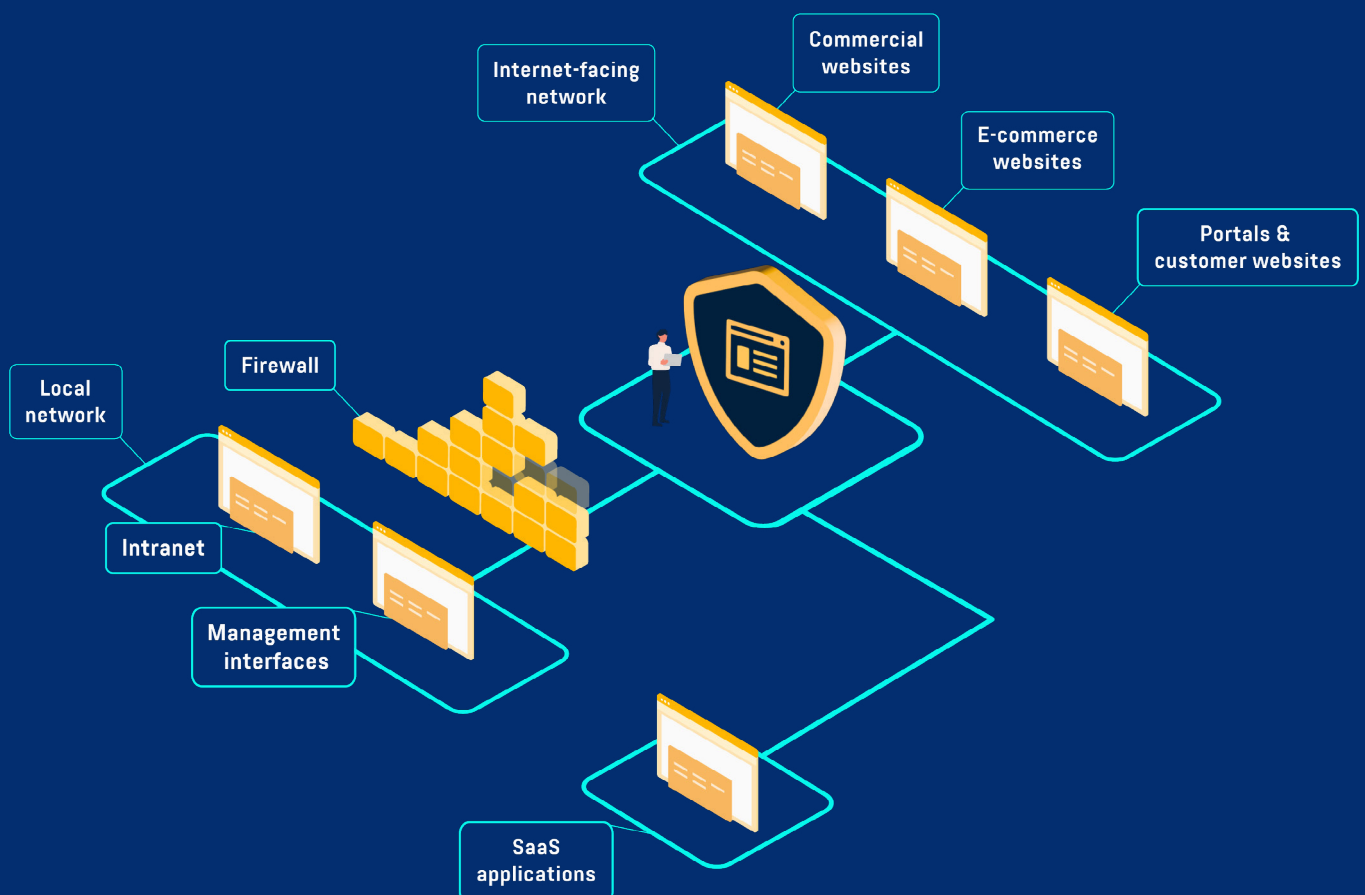 Commercial
websites
Internet-facing
network
E-commerce
websites
Portals &
customer websites
Firewall
Local
network
Intranet
Management
interfaces
SaaS
applications